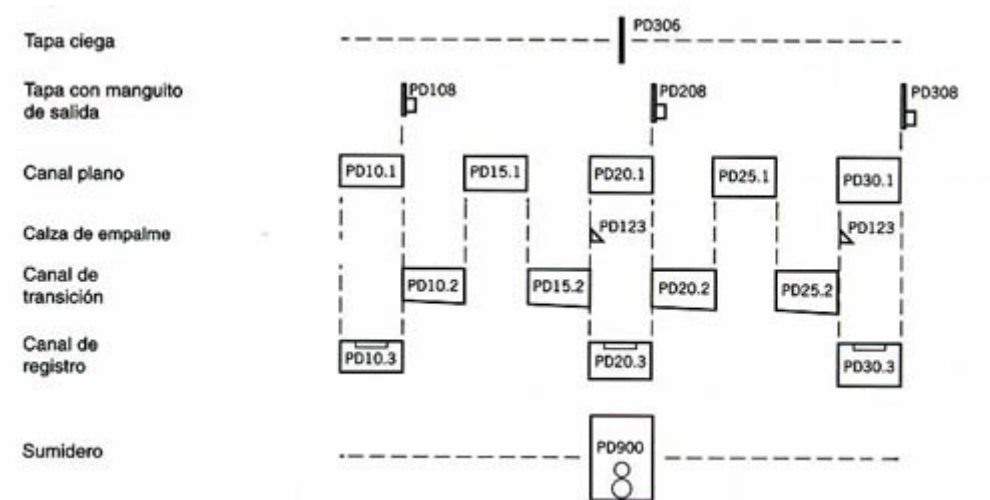 Tapa ciega
PD306
Tapa con manguito
de salida
PD108
PD208
PD308
Canal plano
PD10.1
PD15.1
PD20.1
PD25.1
PD30.1
Calza de empalme
PD123
PD123
Canal de
transición
PD10.2
PD15.2
PD20.2
PD25.2
Canal de
registro
PD10.3
PD20.3
PD30.3
Sumidero
PD900